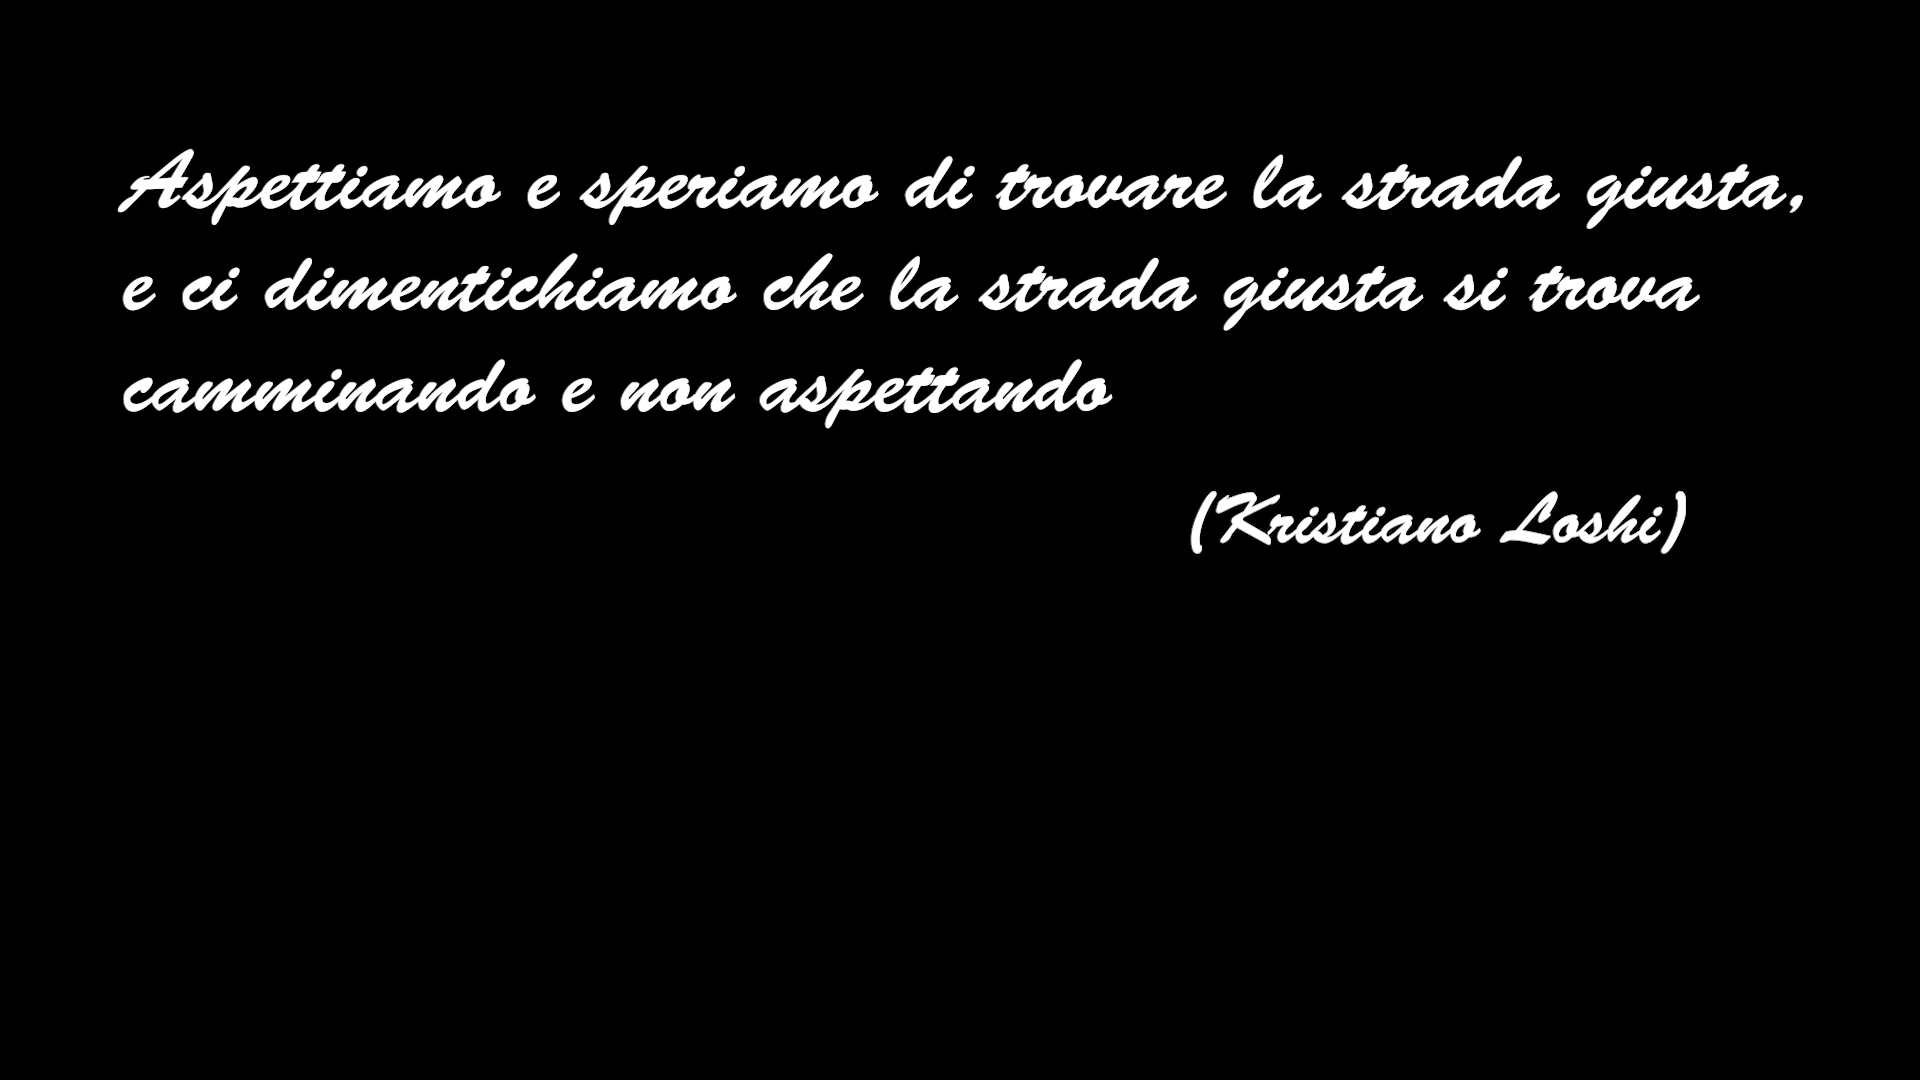 Aspettiamo e speriamo di trovare la strada giusta,
e ci dimentichiamo che la strada giusta si trova
camminando e non aspettando
(Kristiano Loshi)